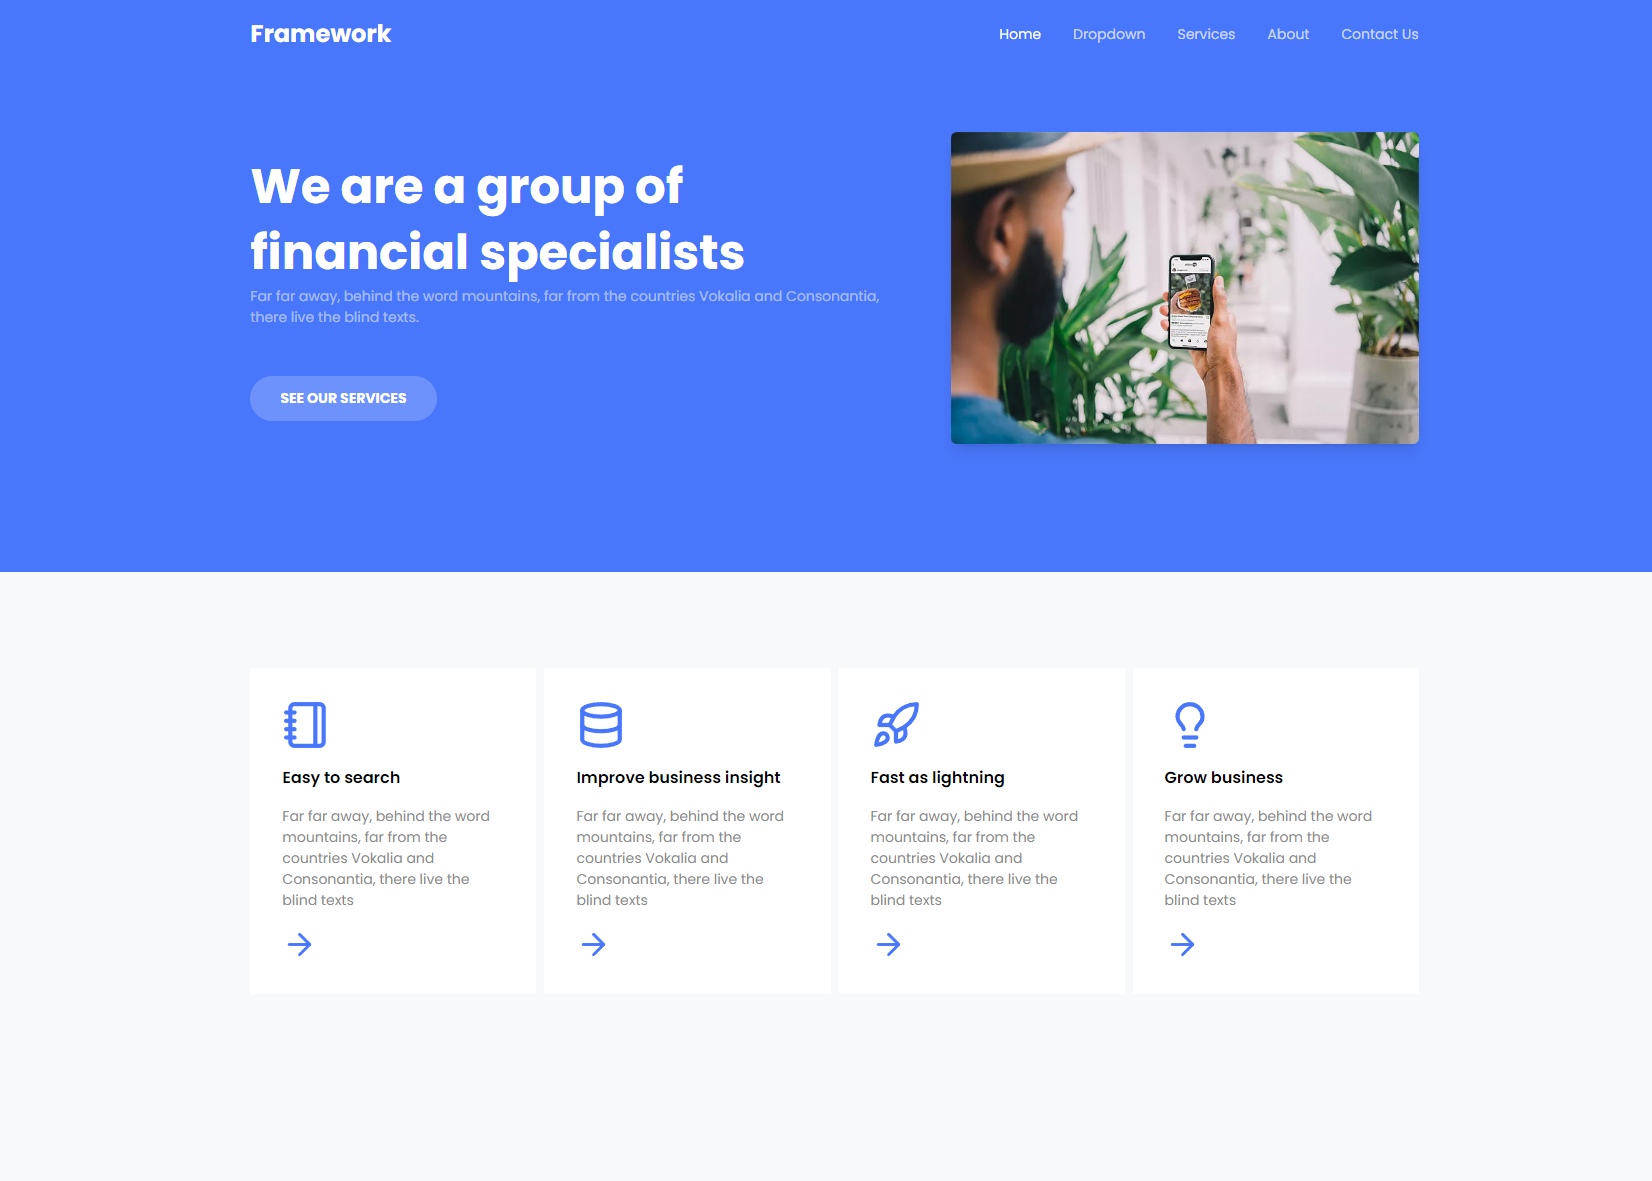 Framework
Home Dropdown Services About Contact Us
We are a group of
financial specialists
Far far away, behind the word mountains, far from the countries Vokalia and Consonantia,
there live the blind texts.
SEE OUR SERVICES
Easy to search
Far far away, behind the word
mountains, far from the
countries Vokalia and
Consonantia, there live the
blind texts
Improve business insight
Far far away, behind the word
mountains, far from the
countries Vokalia and
Consonantia, there live the
blind texts
Fast as lightning
Far far away, behind the word
mountains, far from the
countries Vokalia and
Consonantia, there live the
blind texts
Grow business
Far far away, behind the word
mountains, far from the
countries Vokalia and
Consonantia, there live the
blind texts